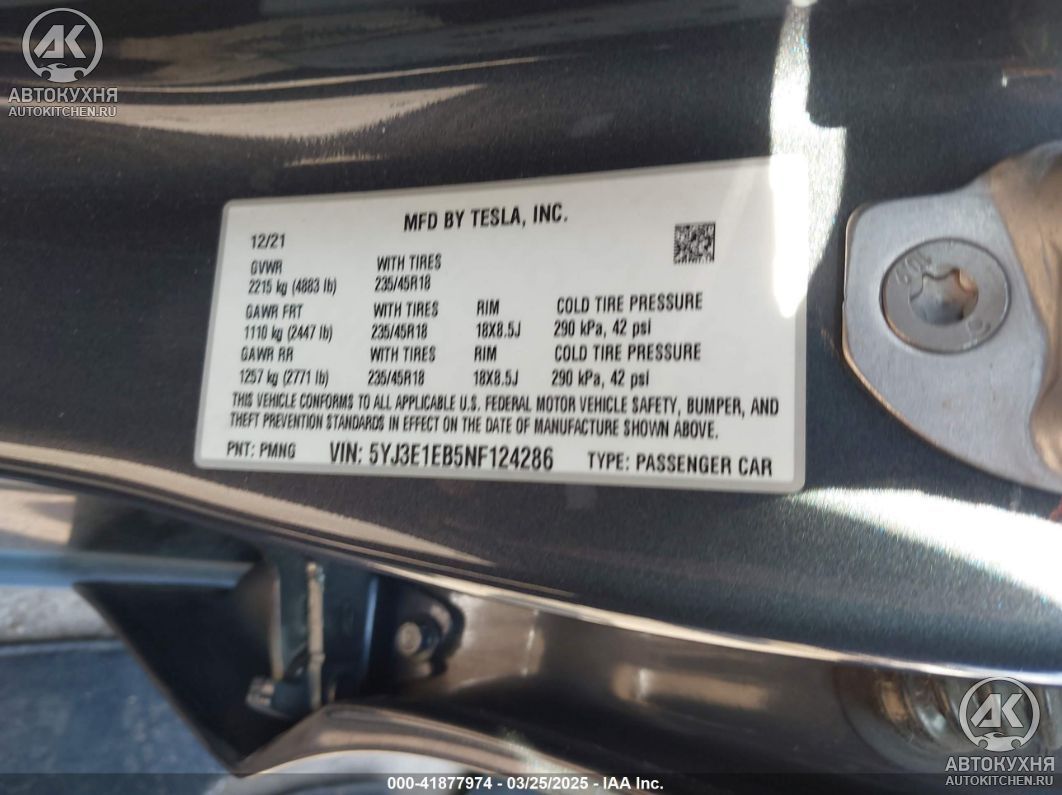 AK
АВТОКУХНЯ
AUTOKITCHEN.RU
MFD BY TESLA, INC.
12/21
GVWR WITH TIRES
2215 kg (4883 lb) 235/45R18
GAWR FRT WITH TIRES RIM COLD TIRE PRESSURE
1110 kg (2447 lb) 235/45R18 18X8.5J 290 kPa, 42 psi
GAWR RR WITH TIRES RIM COLD TIRE PRESSURE
1257 kg (2771 lb) 235/45R18 18X8.5J 290 kPa, 42 psi
THIS VEHICLE CONFORMS TO ALL APPLICABLE U.S. FEDERAL MOTOR VEHICLE SAFETY, BUMPER, AND
THEFT PREVENTION STANDARDS IN EFFECT ON THE DATE OF MANUFACTURE SHOWN ABOVE.
PNT: PMNG VIN: 5YJ3E1EB5NF124286 TYPE: PASSENGER CAR
AK
АВТОКУХНЯ
AUTOKITCHEN.RU
000-41877974 - 03/25/2025 - IAA Inc.